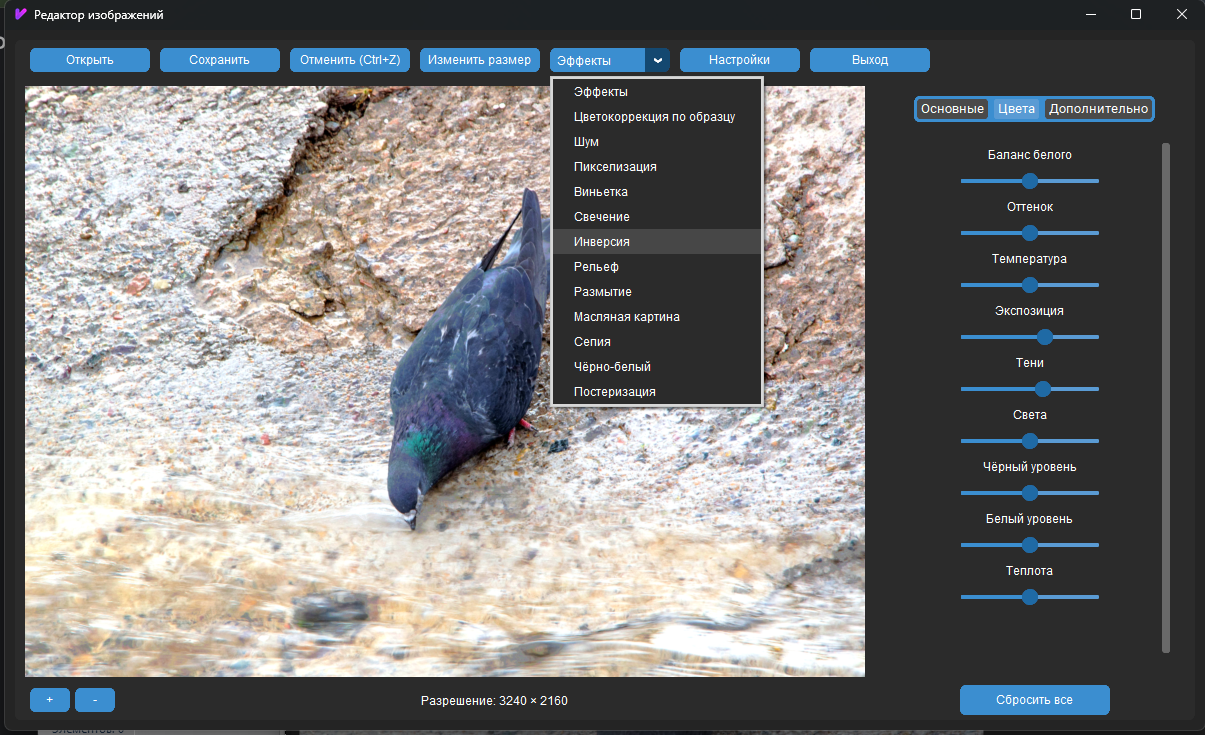 Редактор изображений
Открыть Сохранить Отменить (Ctrl+Z) Изменить размер Эффекты Настройки Выход
Эффекты
Цветокоррекция по образцу
Шум
Пикселизация
Виньетка
Свечение
Инверсия
Рельеф
Размытие
Масляная картина
Сепия
Чёрно-белый
Постеризация
Основные Цвета Дополнительно
Баланс белого
Оттенок
Температура
Экспозиция
Тени
Света
Чёрный уровень
Белый уровень
Теплота
+ - Разрешение: 3240 × 2160 Сбросить все